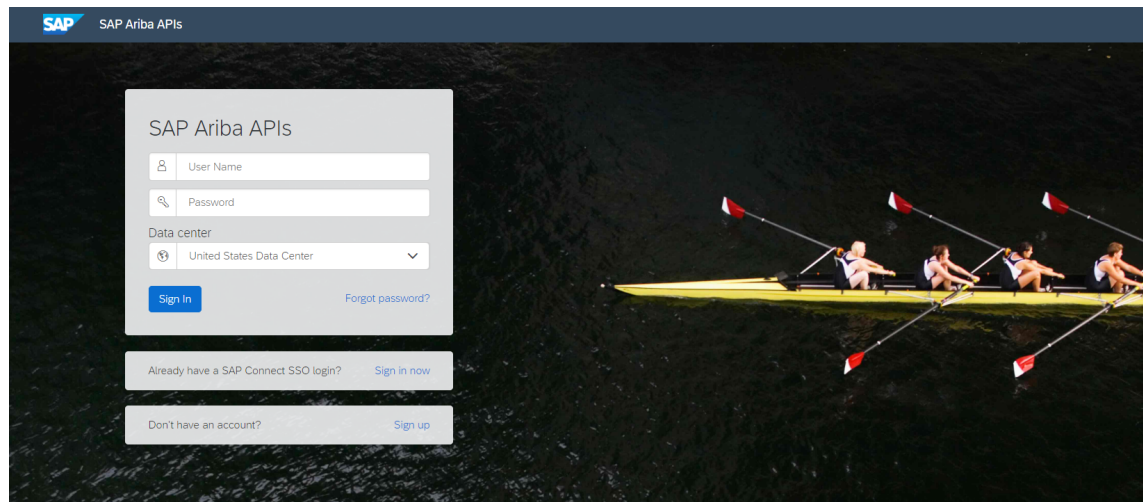 SAP SAP Ariba APIs
SAP Ariba APIs
User Name
Password
Data center
United States Data Center
Sign In Forgot password?
Already have a SAP Connect SSO login? Sign in now
Don't have an account? Sign up